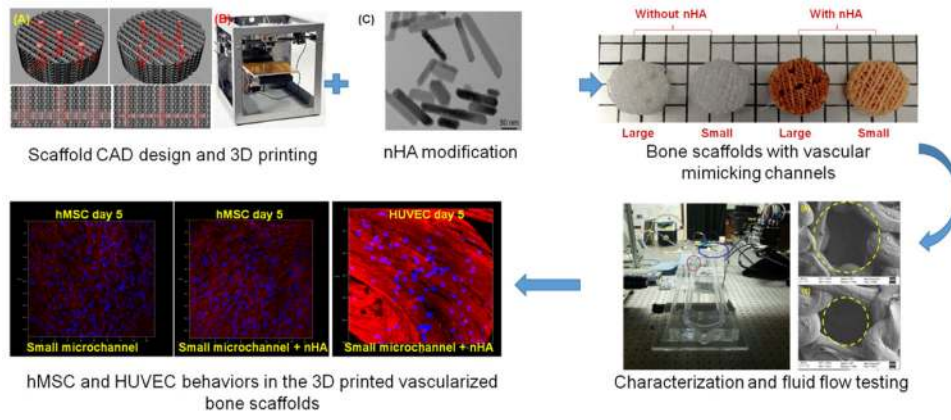 (A)
(B)
(C)
50 nm
Scaffold CAD design and 3D printing
nHA modification
Without nHA
With nHA
Large
Small
Large
Small
Bone scaffolds with vascular
mimicking channels
hMSC day 5
hMSC day 5
HUVEC day 5
Small microchannel
Small microchannel + nHA
Small microchannel + nHA
hMSC and HUVEC behaviors in the 3D printed vascularized
bone scaffolds
Characterization and fluid flow testing